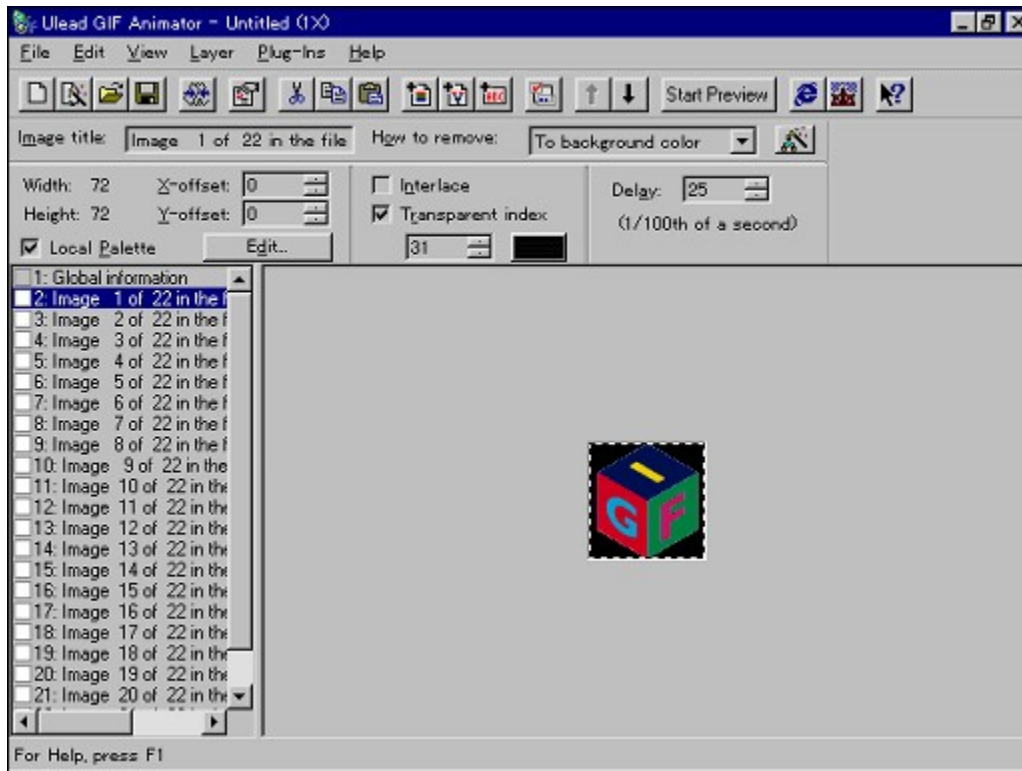 Ulead GIF Animator - Untitled (1X)
File Edit View Layer Plug-Ins Help
Start Preview
Image title: Image 1 of 22 in the file How to remove: To background color
Width: 72 X-offset: 0 Interlace Delay: 25
Height: 72 Y-offset: 0 Transparent index (1/100th of a second)
Local Palette Edit... 31
1: Global information
2: Image 1 of 22 in the f
3: Image 2 of 22 in the f
4: Image 3 of 22 in the f
5: Image 4 of 22 in the f
6: Image 5 of 22 in the f
7: Image 6 of 22 in the f
8: Image 7 of 22 in the f
9: Image 8 of 22 in the f
10: Image 9 of 22 in the
11: Image 10 of 22 in the
12: Image 11 of 22 in the
13: Image 12 of 22 in the
14: Image 13 of 22 in the
15: Image 14 of 22 in the
16: Image 15 of 22 in the
17: Image 16 of 22 in the
18: Image 17 of 22 in the
19: Image 18 of 22 in the
20: Image 19 of 22 in the
21: Image 20 of 22 in the
G I F
For Help, press F1